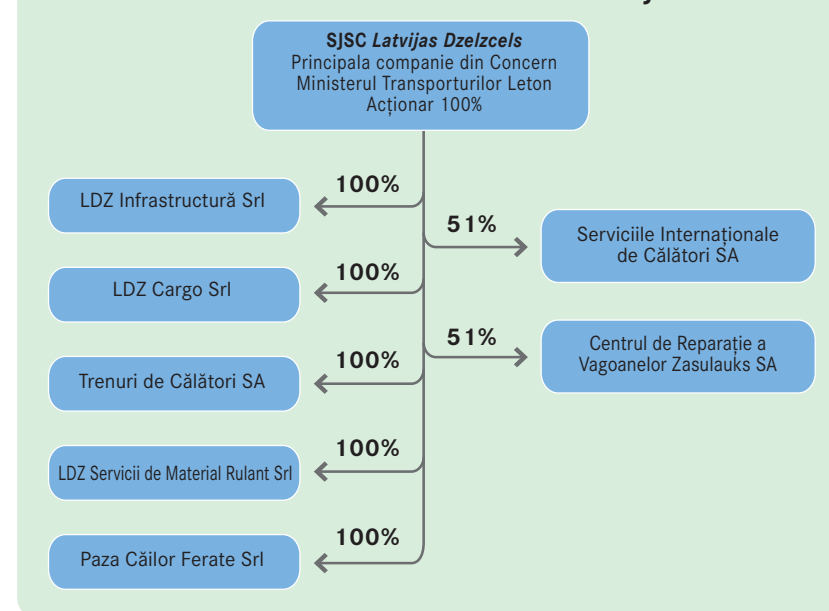 SJSC Latvijas Dzelzcels
Principala companie din Concern
Ministerul Transporturilor Leton
Acționar 100%
100%
LDZ Infrastructură Srl
51%
Serviciile Internaționale
de Călători SA
100%
LDZ Cargo Srl
51%
Centrul de Reparație a
Vagoanelor Zasulauks SA
100%
Trenuri de Călători SA
100%
LDZ Servicii de Material Rulant Srl
100%
Paza Căilor Ferate Srl